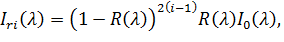 I_{ri}(λ) = (1 − R(λ))^{2(i−1)} R(λ)I_0(λ),